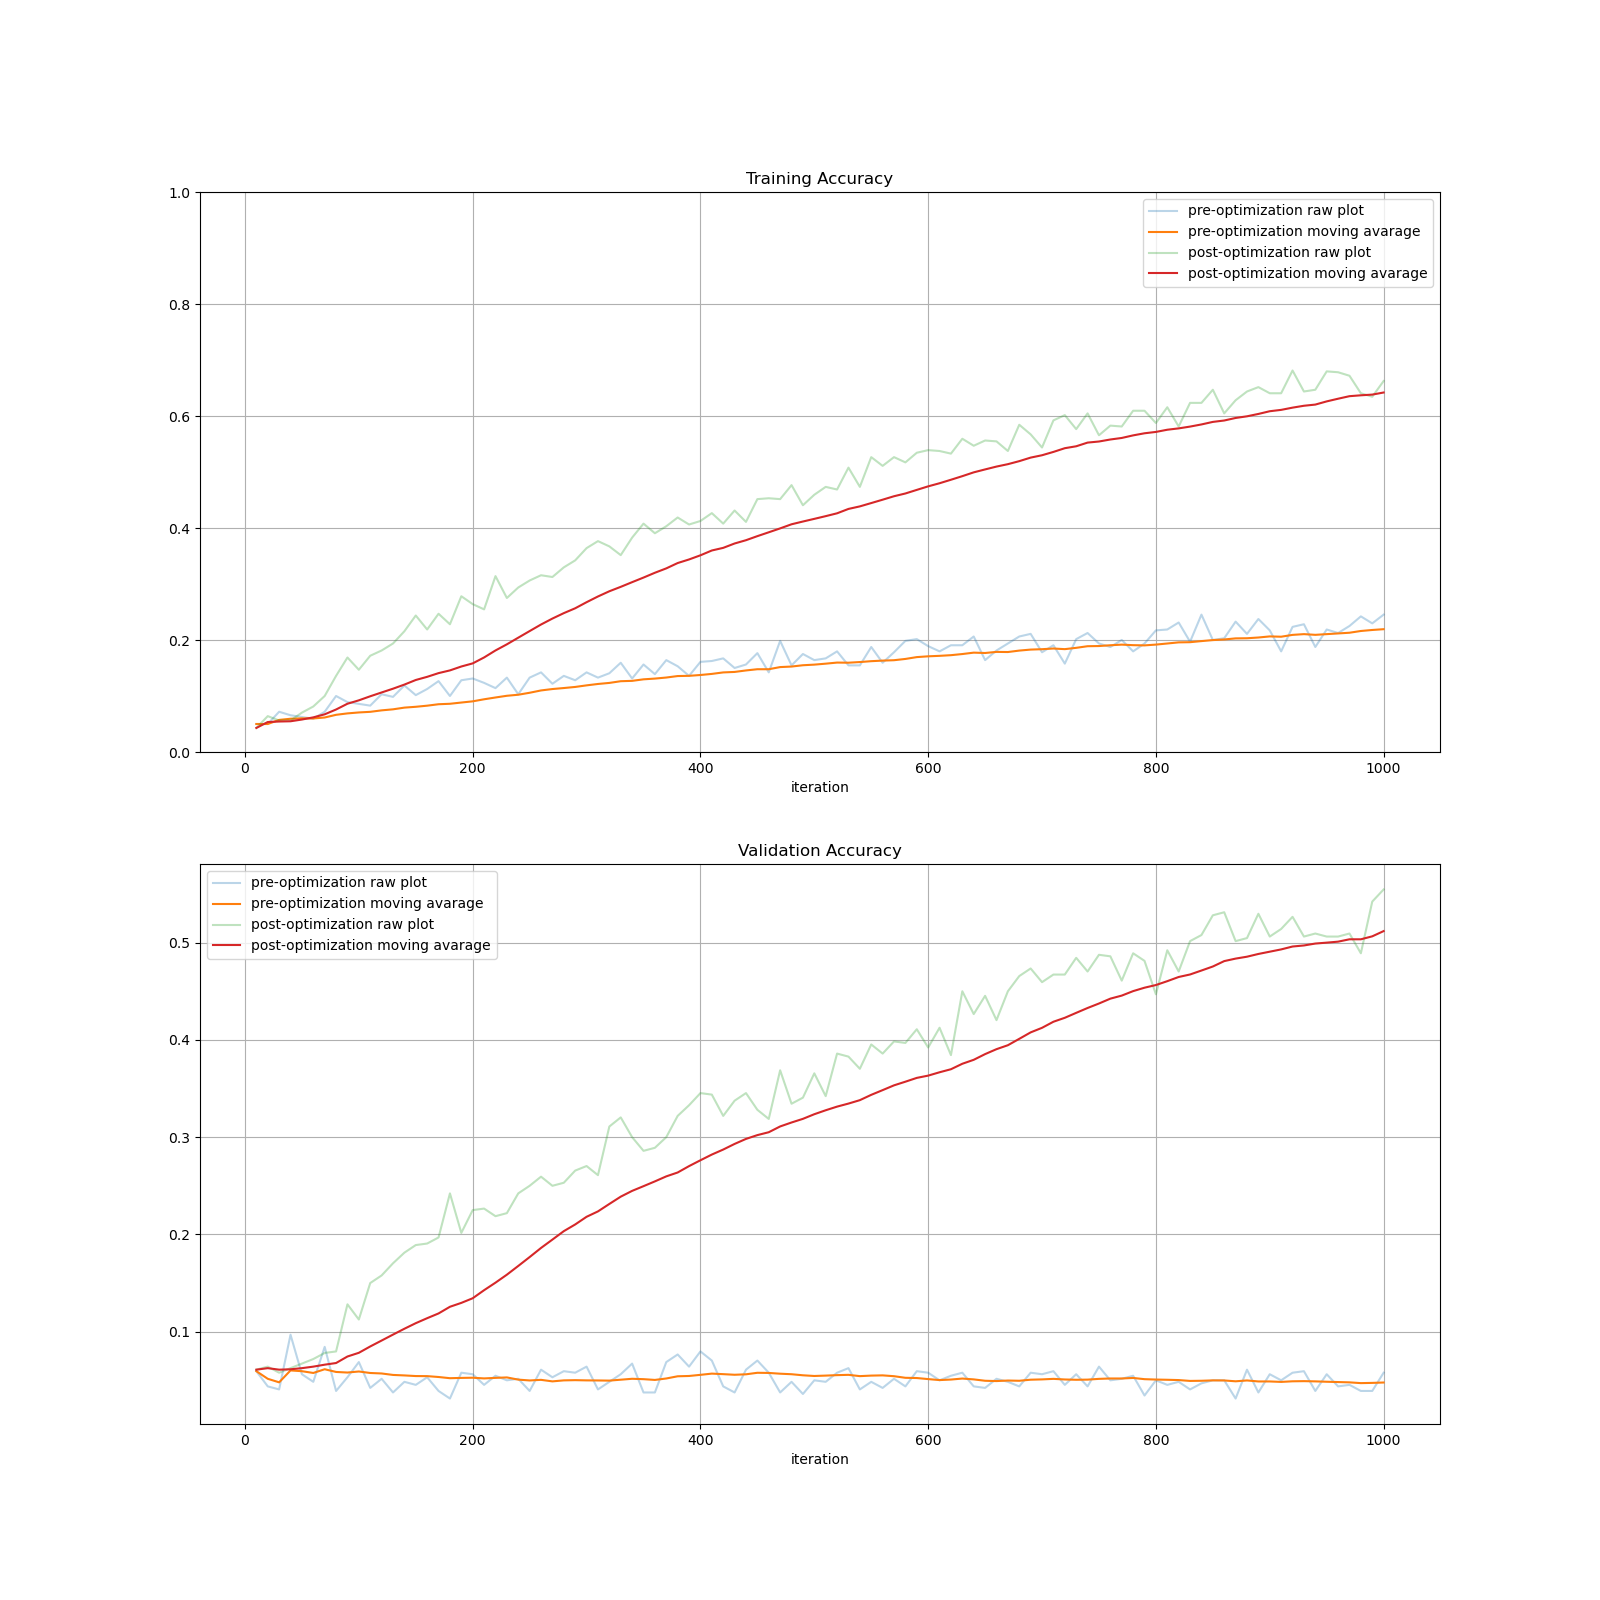 Training Accuracy
1.0
0.8
0.6
0.4
0.2
0.0
pre-optimization raw plot
pre-optimization moving avarage
post-optimization raw plot
post-optimization moving avarage
0 200 400 600 800 1000
iteration
Validation Accuracy
pre-optimization raw plot
pre-optimization moving avarage
post-optimization raw plot
post-optimization moving avarage
0.5
0.4
0.3
0.2
0.1
0 200 400 600 800 1000
iteration